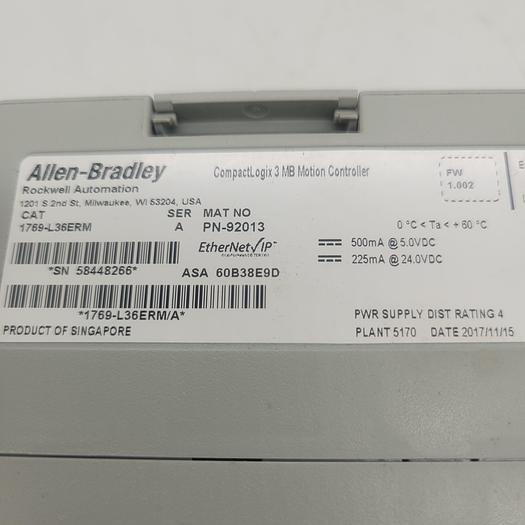 Allen-Bradley
CompactLogix 3 MB Motion Controller
Rockwell Automation
FW
1.002
1201 S 2nd St, Milwaukee, WI 53204, USA
CAT SER MAT NO
1769-L36ERM A PN-92013
0 °C < Ta < + 60 °C
EtherNet/IP™
500mA @ 5.0VDC
*SN 58448266* ASA 60B38E9D
225mA @ 24.0VDC
*1769-L36ERM/A*
PWR SUPPLY DIST RATING 4
PRODUCT OF SINGAPORE
PLANT 5170 DATE 2017/11/15